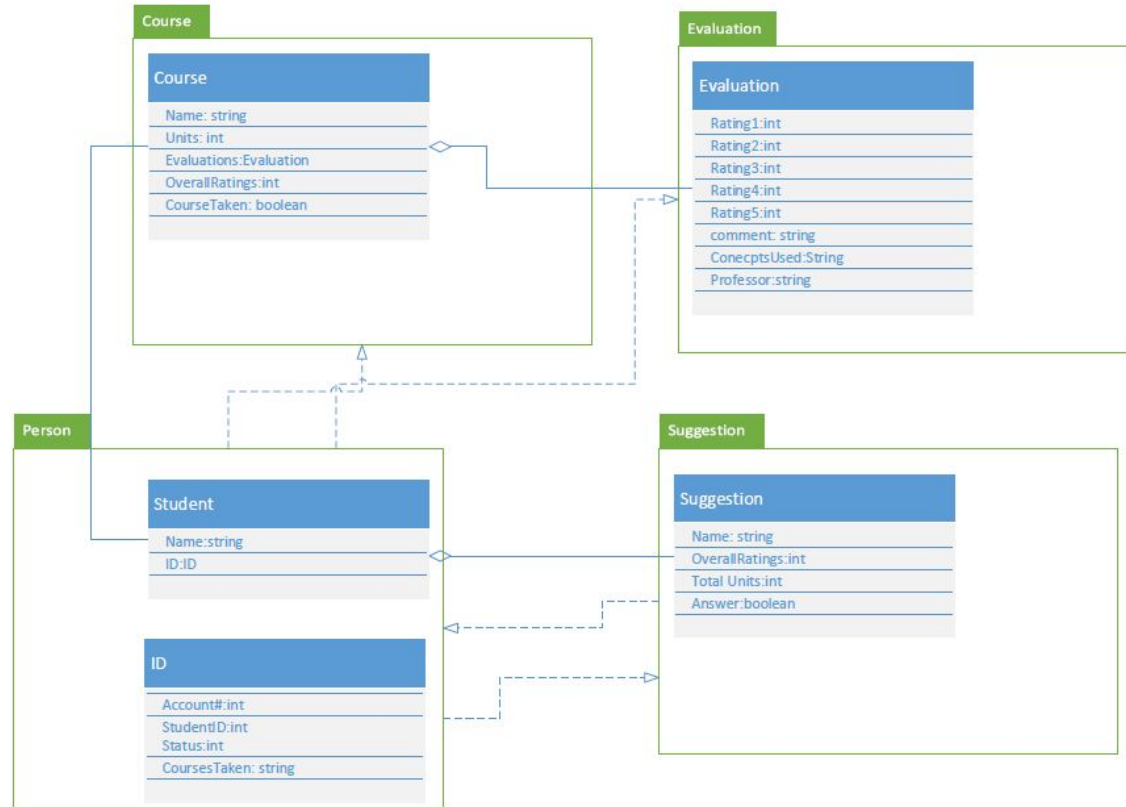 Course
Course
Name: string
Units: int
Evaluations:Evaluation
OverallRatings:int
CourseTaken: boolean
Evaluation
Evaluation
Rating1:int
Rating2:int
Rating3:int
Rating4:int
Rating5:int
comment: string
ConecptsUsed:String
Professor:string
Person
Student
Name:string
ID:ID
ID
Account#:int
StudentID:int
Status:int
CoursesTaken: string
Suggestion
Suggestion
Name: string
OverallRatings:int
Total Units:int
Answer:boolean